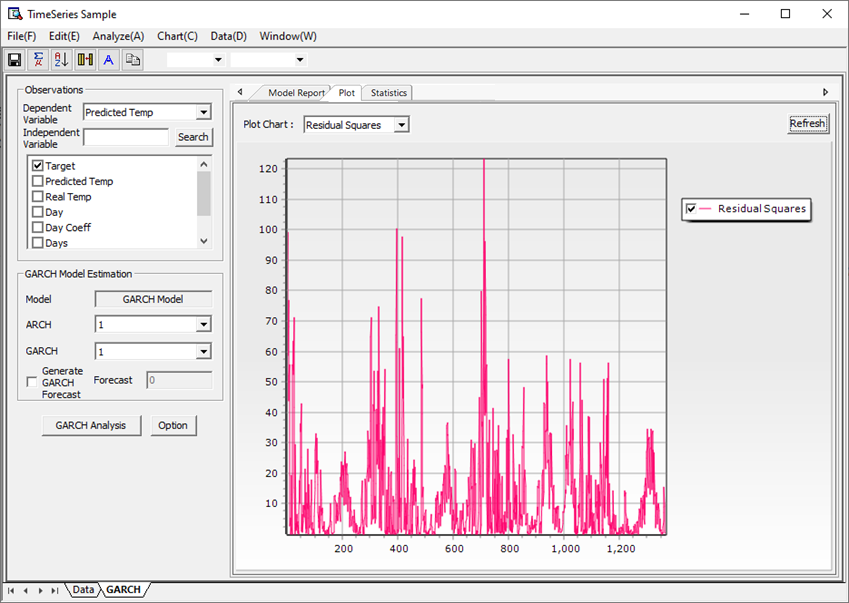 TimeSeries Sample
File(F) Edit(E) Analyze(A) Chart(C) Data(D) Window(W)
Observations
Dependent Variable Predicted Temp
Independent Variable Search
Target
Predicted Temp
Real Temp
Day
Day Coeff
Days
GARCH Model Estimation
Model GARCH Model
ARCH 1
GARCH 1
Generate GARCH Forecast Forecast 0
GARCH Analysis Option
Model Report Plot Statistics
Plot Chart : Residual Squares Refresh
120
110
100
90
80
70
60
50
40
30
20
10
200 400 600 800 1,000 1,200
Residual Squares
Data GARCH